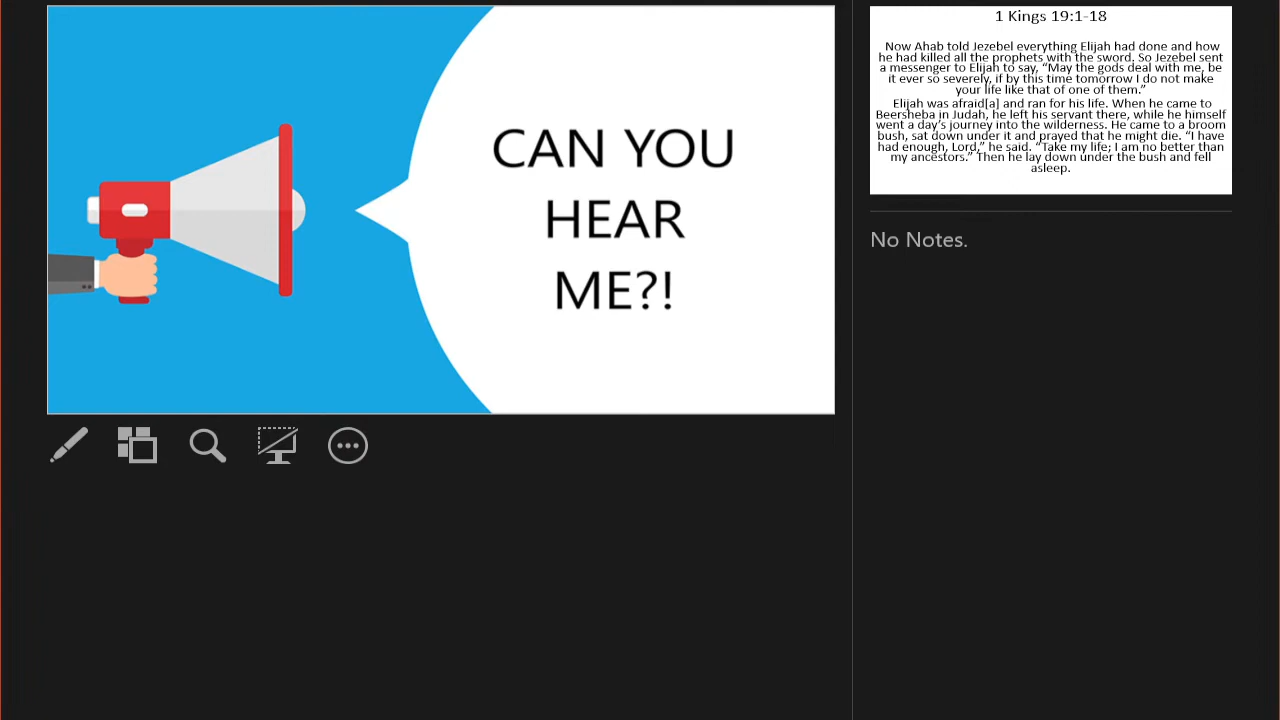 CAN YOU
HEAR
ME?!
1 Kings 19:1-18
Now Ahab told Jezebel everything Elijah had done and how
he had killed all the prophets with the sword. So Jezebel sent
a messenger to Elijah to say, “May the gods deal with me, be
it ever so severely, if by this time tomorrow I do not make
your life like that of one of them.”
Elijah was afraid[a] and ran for his life. When he came to
Beersheba in Judah, he left his servant there, while he himself
went a day’s journey into the wilderness. He came to a broom
bush, sat down under it and prayed that he might die. “I have
had enough, Lord,” he said. “Take my life; I am no better than
my ancestors.” Then he lay down under the bush and fell
asleep.
No Notes.